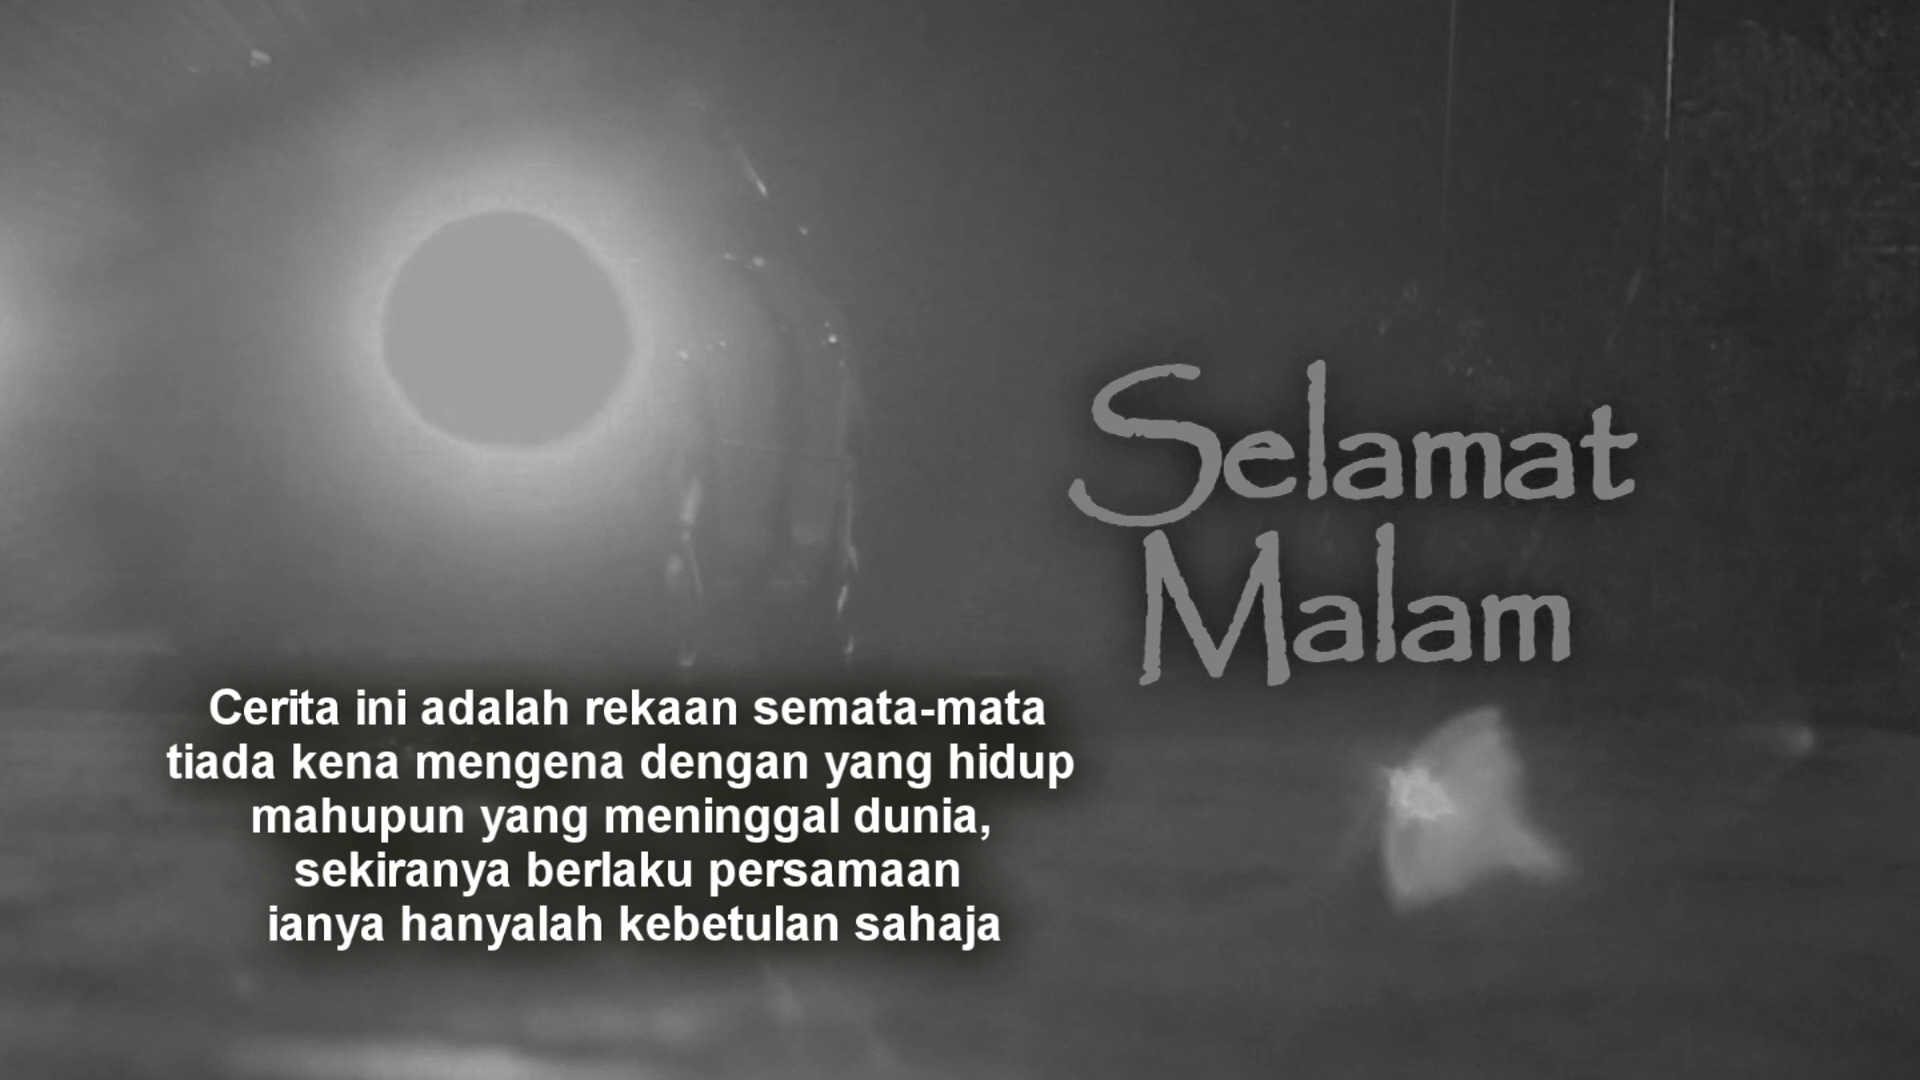 Selamat
Malam
Cerita ini adalah rekaan semata-mata
tiada kena mengena dengan yang hidup
mahupun yang meninggal dunia,
sekiranya berlaku persamaan
ianya hanyalah kebetulan sahaja